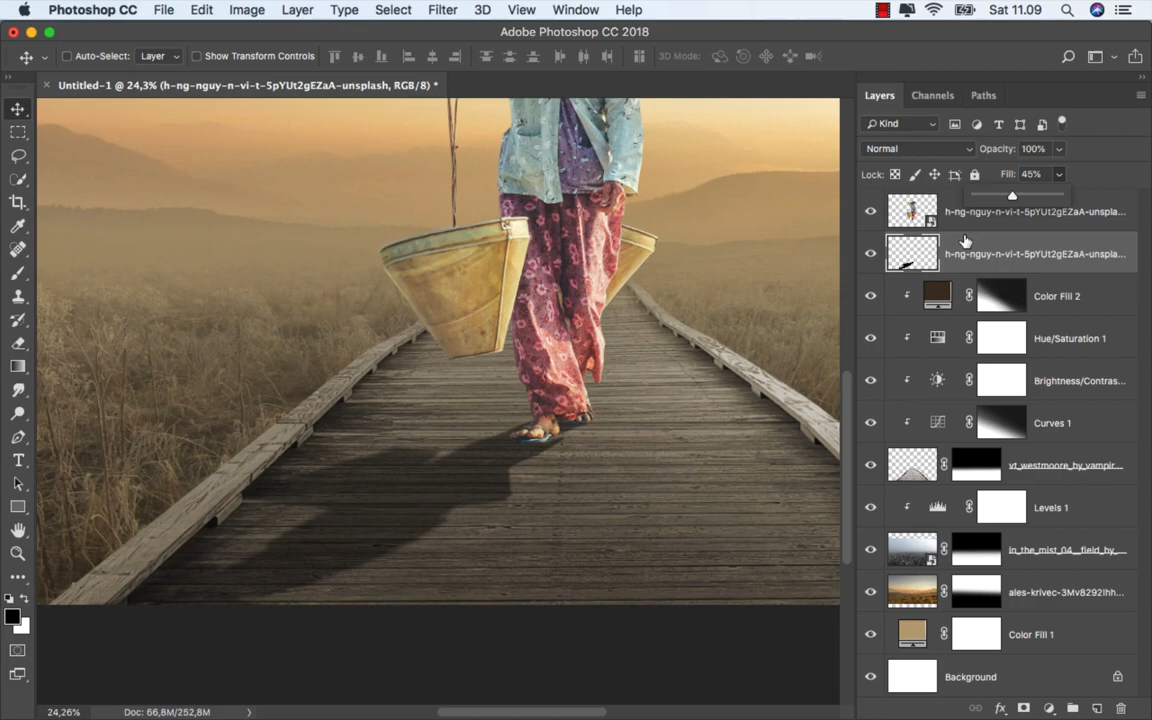 Photoshop CC File Edit Image Layer Type Select Filter 3D View Window Help Sat 11.09
Adobe Photoshop CC 2018
Auto-Select: Layer Show Transform Controls 3D Mode:
Untitled-1 @ 24,3% (h-ng-nguy-n-vi-t-5pYUt2gEZaA-unsplash, RGB/8) *
Layers Channels Paths
Kind
Normal Opacity: 100%
Lock: Fill: 45%
h-ng-nguy-n-vi-t-5pYUt2gEZaA-unspla...
h-ng-nguy-n-vi-t-5pYUt2gEZaA-unspla...
Color Fill 2
Hue/Saturation 1
Brightness/Contras...
Curves 1
vt_westmoore_by_vampir...
Levels 1
in_the_mist_04__field_by_...
ales-krivec-3Mv8292lhh...
Color Fill 1
Background
24,26% Doc: 66,8M/252,8M